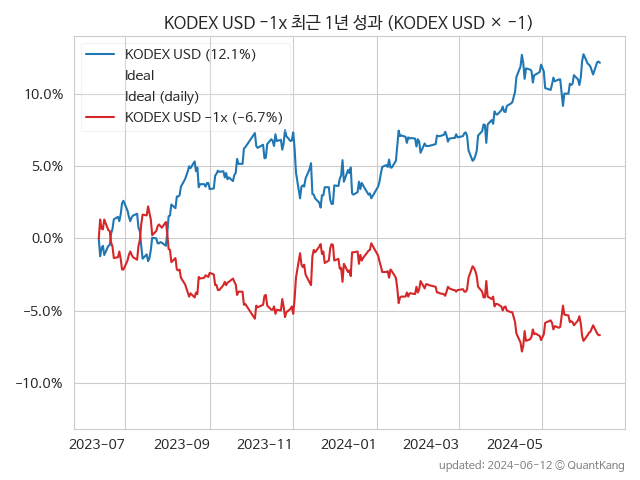 KODEX USD −1x 최근 1년 성과 (KODEX USD × −1)
KODEX USD (12.1%)
Ideal
Ideal (daily)
KODEX USD −1x (−6.7%)
10.0%
5.0%
0.0%
−5.0%
−10.0%
2023−07 2023−09 2023−11 2024−01 2024−03 2024−05
updated: 2024−06−12 © QuantKang